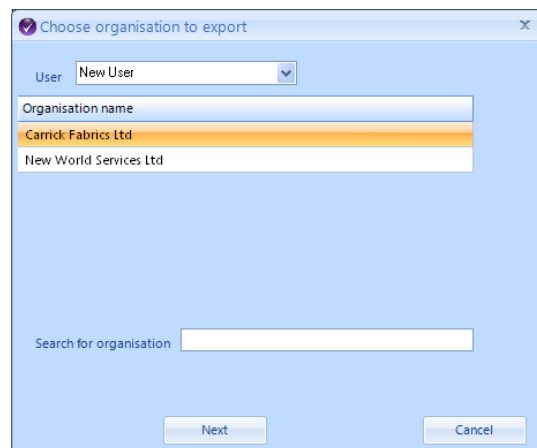 Choose organisation to export
User New User
Organisation name
Carrick Fabrics Ltd
New World Services Ltd
Search for organisation
Next Cancel